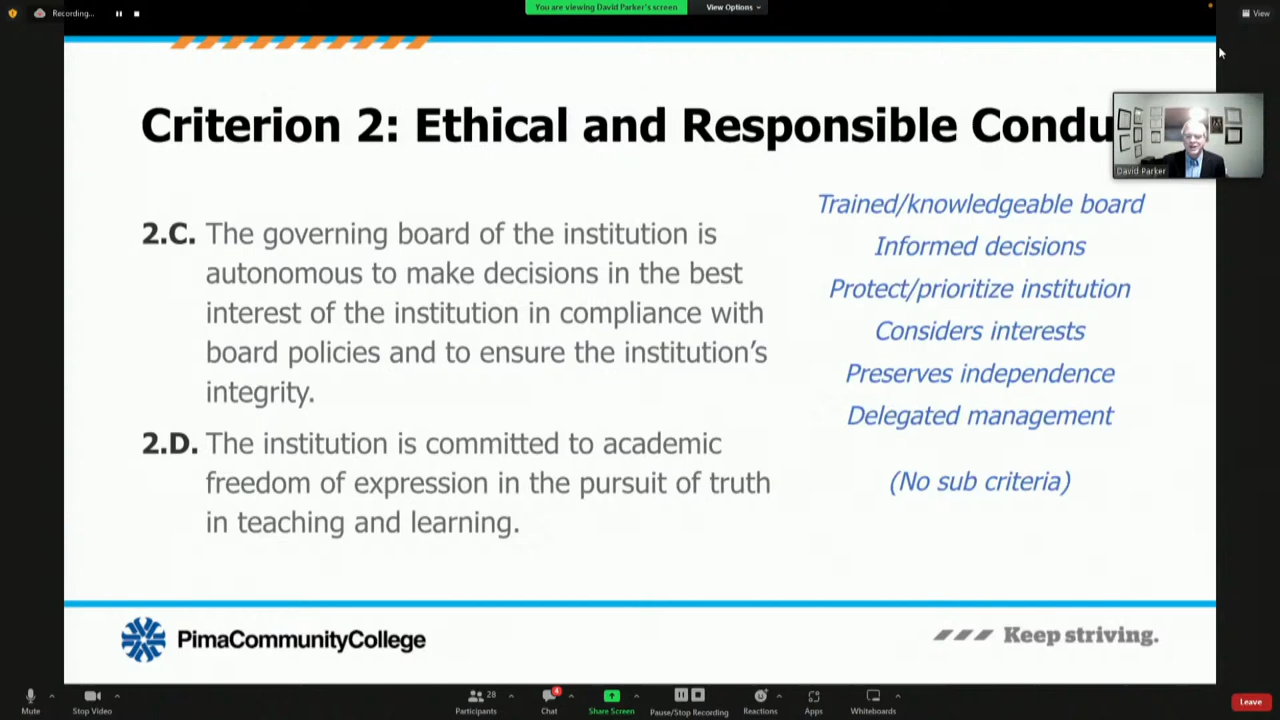 Recording...
You are viewing David Parker's screen
View Options
View
Criterion 2: Ethical and Responsible Condu
David Parker
2.C. The governing board of the institution is
autonomous to make decisions in the best
interest of the institution in compliance with
board policies and to ensure the institution's
integrity.
2.D. The institution is committed to academic
freedom of expression in the pursuit of truth
in teaching and learning.
Trained/knowledgeable board
Informed decisions
Protect/prioritize institution
Considers interests
Preserves independence
Delegated management
(No sub criteria)
PimaCommunityCollege
Keep striving.
Mute
Stop Video
28
Participants
4
Chat
Share Screen
Pause/Stop Recording
Reactions
Apps
Whiteboards
Leave